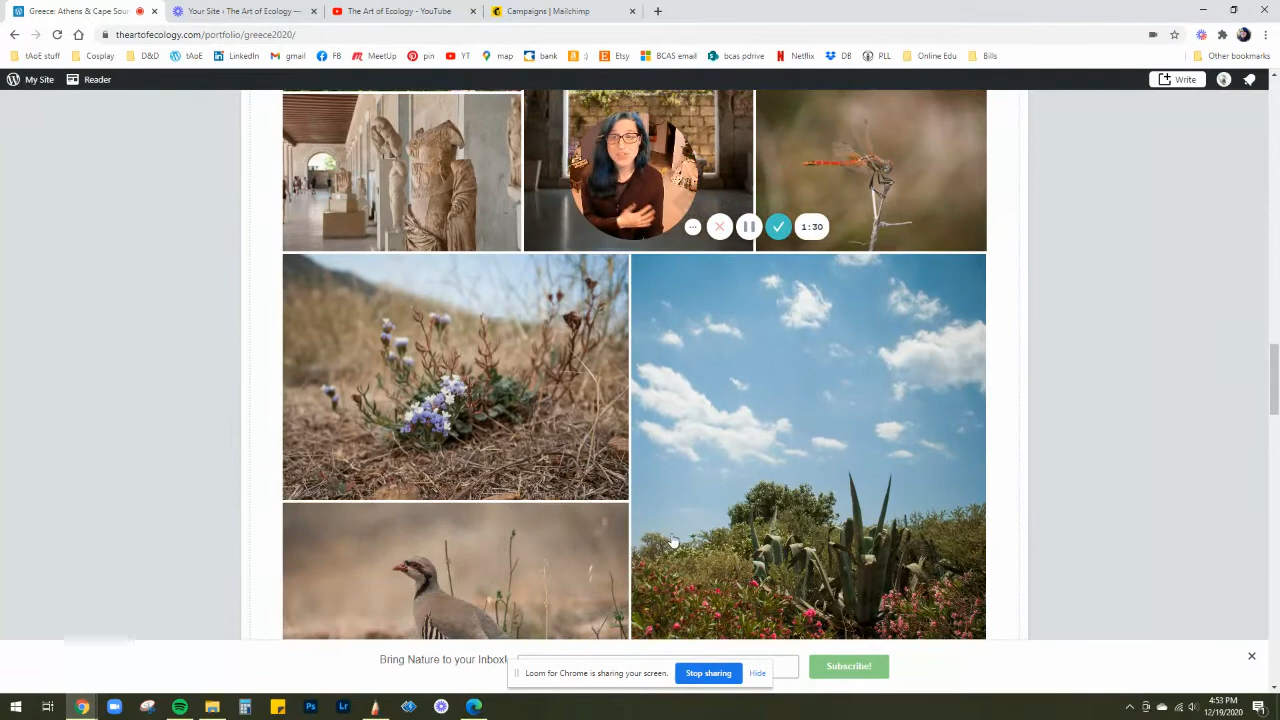 Greece: Athens & Cape Soun
Your Site ‹ The Art of Ecology —
The Art of Ecology - YouTube
Campaigns | Mailchimp
theartofecology.com/portfolio/greece2020/
tAoE stuff Cosplay D&D tAoE LinkedIn gmail FB MeetUp pin YT map bank :) Etsy BCAS email bcas pdrive Netflix DB PLL Online Edu Bills Other bookmarks
My Site Reader Write
1:30
Bring Nature to your Inbox!
Subscribe!
Loom for Chrome is sharing your screen. Stop sharing Hide
4:53 PM
12/19/2020